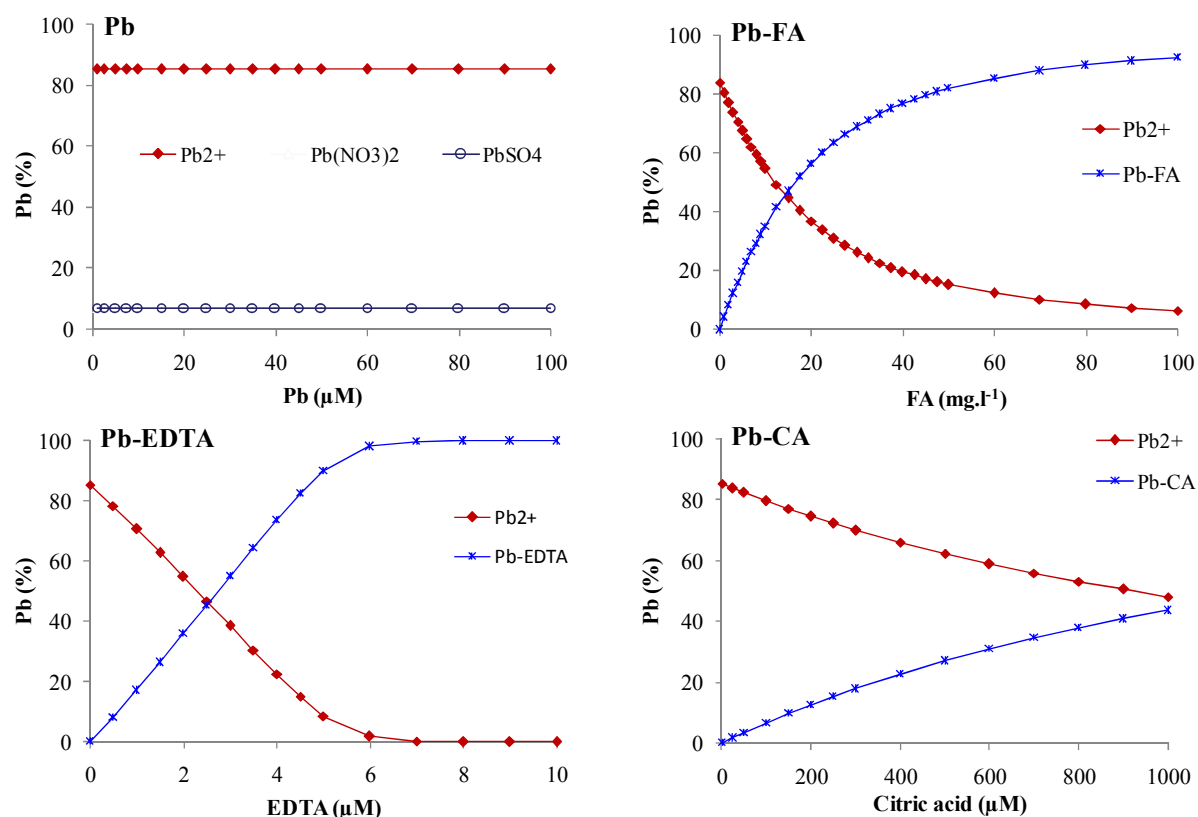 Pb
100
80
60
40
20
0
Pb (%)
Pb2+ Pb(NO3)2 PbSO4
0 20 40 60 80 100
Pb (µM)
Pb-FA
100
80
60
40
20
0
Pb (%)
Pb2+
Pb-FA
0 20 40 60 80 100
FA (mg.l-1)
Pb-EDTA
100
80
60
40
20
0
Pb (%)
Pb2+
Pb-EDTA
0 2 4 6 8 10
EDTA (µM)
Pb-CA
100
80
60
40
20
0
Pb (%)
Pb2+
Pb-CA
0 200 400 600 800 1000
Citric acid (µM)